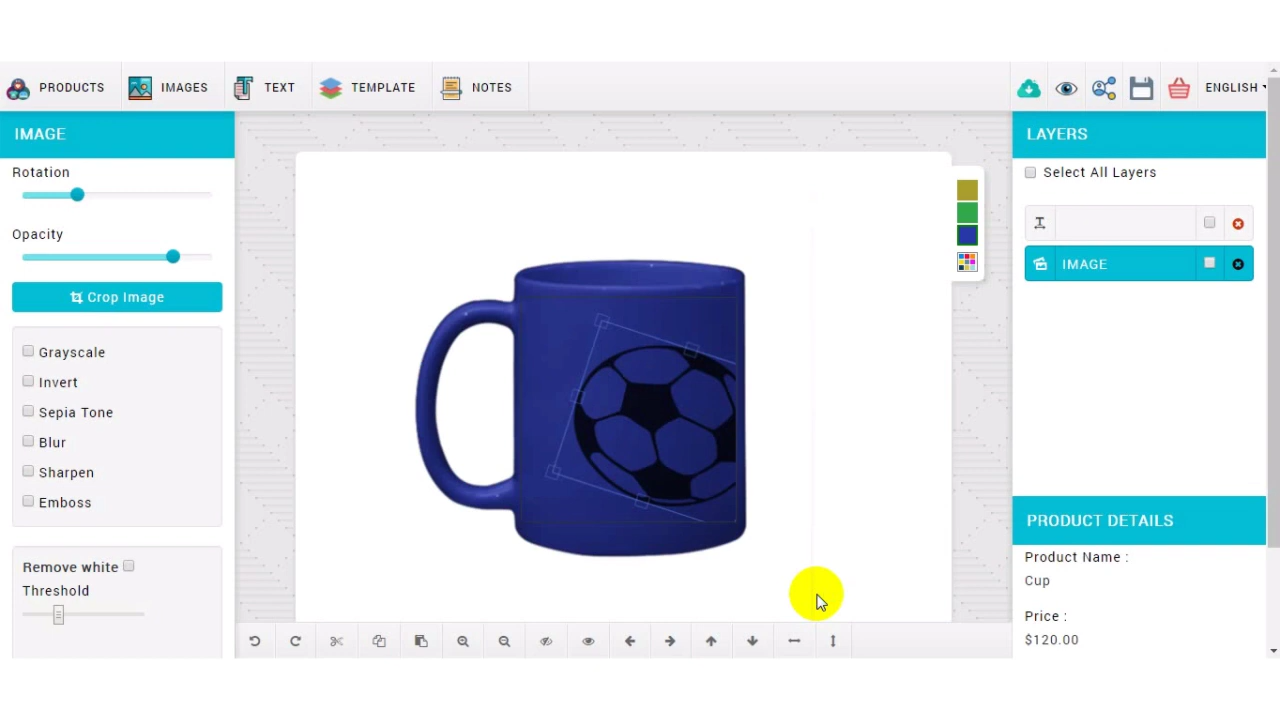 PRODUCTS IMAGES TEXT TEMPLATE NOTES ENGLISH
IMAGE
Rotation
Opacity
Crop Image
Grayscale
Invert
Sepia Tone
Blur
Sharpen
Emboss
Remove white
Threshold
LAYERS
Select All Layers
IMAGE
PRODUCT DETAILS
Product Name :
Cup
Price :
$120.00